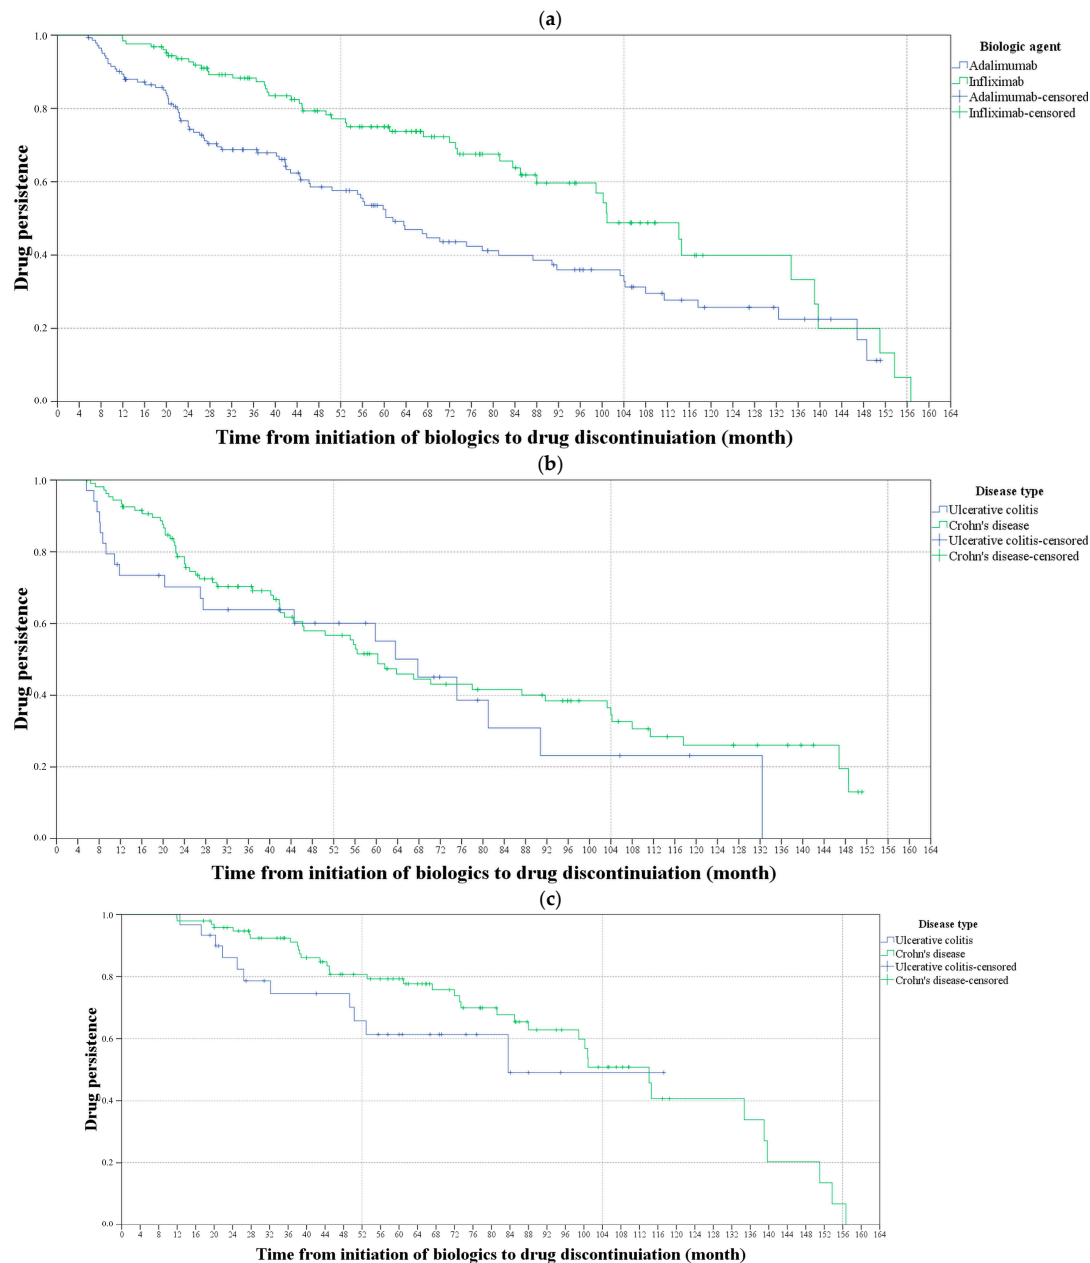 (a)
Biologic agent
Adalimumab
Infliximab
Adalimumab-censored
Infliximab-censored
Drug persistence
1.0
0.8
0.6
0.4
0.2
0.0
0 4 8 12 16 20 24 28 32 36 40 44 48 52 56 60 64 68 72 76 80 84 88 92 96 100 104 108 112 116 120 124 128 132 136 140 144 148 152 156 160 164
Time from initiation of biologics to drug discontinuiation (month)
(b)
Disease type
Ulcerative colitis
Crohn's disease
Ulcerative colitis-censored
Crohn's disease-censored
Drug persistence
1.0
0.8
0.6
0.4
0.2
0.0
0 4 8 12 16 20 24 28 32 36 40 44 48 52 56 60 64 68 72 76 80 84 88 92 96 100 104 108 112 116 120 124 128 132 136 140 144 148 152 156 160 164
Time from initiation of biologics to drug discontinuiation (month)
(c)
Disease type
Ulcerative colitis
Crohn's disease
Ulcerative colitis-censored
Crohn's disease-censored
Drug persistence
1.0
0.8
0.6
0.4
0.2
0.0
0 4 8 12 16 20 24 28 32 36 40 44 48 52 56 60 64 68 72 76 80 84 88 92 96 100 104 108 112 116 120 124 128 132 136 140 144 148 152 156 160 164
Time from initiation of biologics to drug discontinuiation (month)